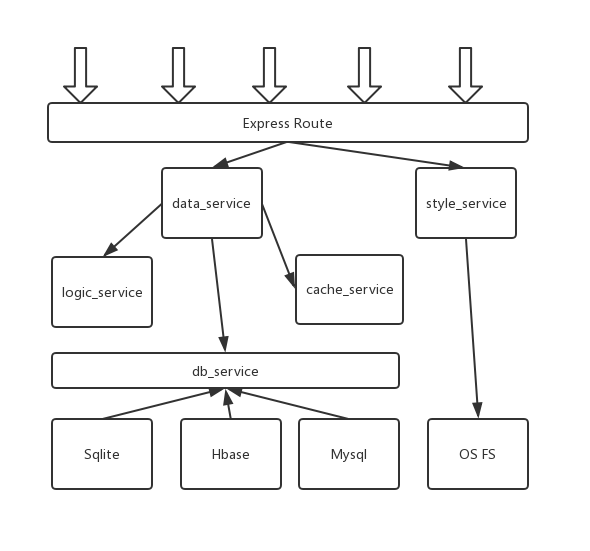 Express Route
data_service
style_service
logic_service
cache_service
db_service
Sqlite
Hbase
Mysql
OS FS